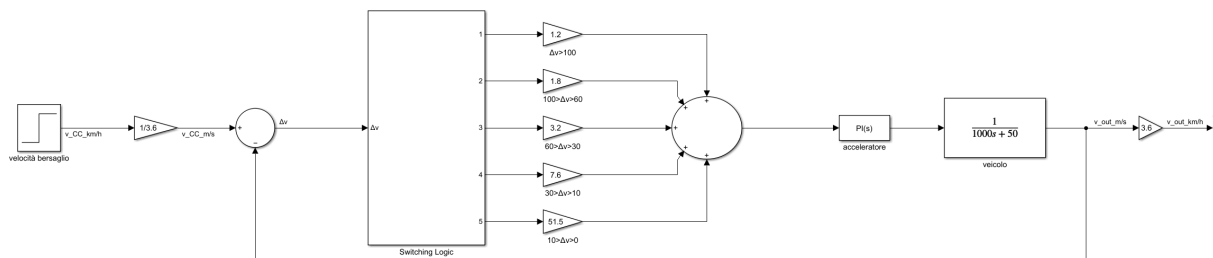 velocità bersaglio
v_CC_km/h
1/3.6
v_CC_m/s
+
−
Δv
Δv
1
2
3
4
5
Switching Logic
1.2
Δv>100
1.8
100>Δv>60
3.2
60>Δv>30
7.6
30>Δv>10
51.5
10>Δv>0
+
+
+
+
+
PI(s)
acceleratore
1
1000s + 50
veicolo
v_out_m/s
3.6
v_out_km/h